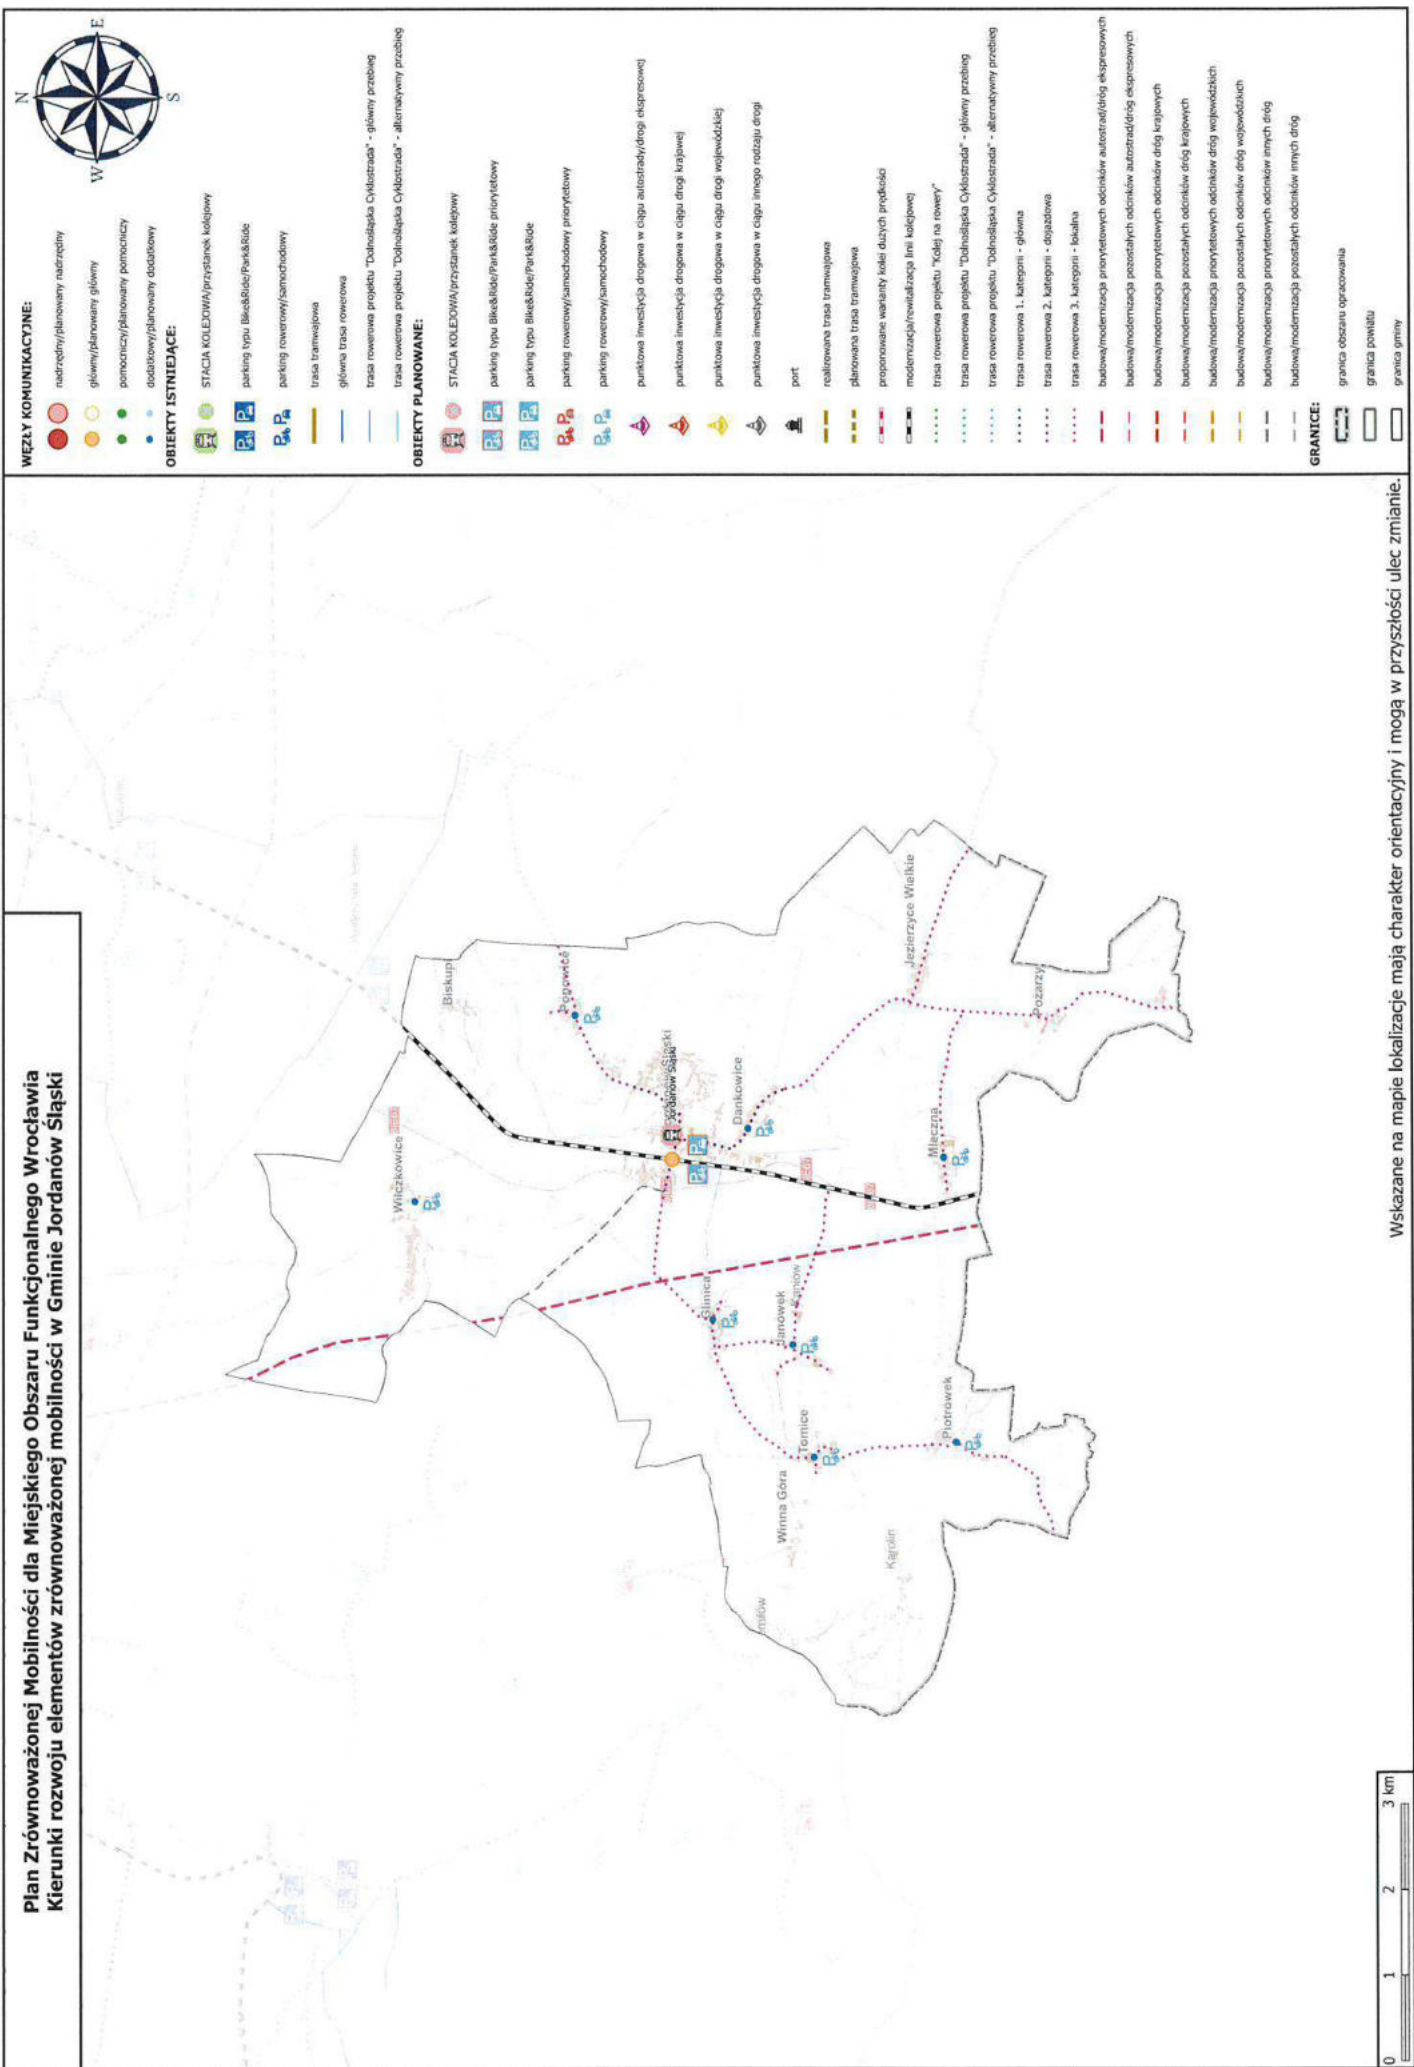 Plan Zrównoważonej Mobilności dla Miejskiego Obszaru Funkcjonalnego Wrocławia
Kierunki rozwoju elementów zrównoważonej mobilności w Gminie Jordanów Śląski
N
E
S
W
WĘZŁY KOMUNIKACYJNE:
nadrzędny/planowany nadrzędny
główny/planowany główny
pomocniczy/planowany pomocniczy
dodatkowy/planowany dodatkowy
OBIEKTY ISTNIEJĄCE:
STACJA KOLEJOWA/przystanek kolejowy
parking typu Bike&Ride/Park&Ride
parking rowerowy/samochodowy
trasa tramwajowa
główna trasa rowerowa
trasa rowerowa projektu "Dolnośląska Cyklostrada" - główny przebieg
trasa rowerowa projektu "Dolnośląska Cyklostrada" - alternatywny przebieg
OBIEKTY PLANOWANE:
STACJA KOLEJOWA/przystanek kolejowy
parking typu Bike&Ride/Park&Ride priorytetowy
parking typu Bike&Ride/Park&Ride
parking rowerowy/samochodowy priorytetowy
parking rowerowy/samochodowy
punktowa inwestycja drogowa w ciągu autostrady/drogi ekspresowej
punktowa inwestycja drogowa w ciągu drogi krajowej
punktowa inwestycja drogowa w ciągu drogi wojewódzkiej
punktowa inwestycja drogowa w ciągu innego rodzaju drogi
port
realizowana trasa tramwajowa
planowana trasa tramwajowa
proponowane warianty kolei dużych prędkości
modernizacja/rewitalizacja linii kolejowej
trasa rowerowa projektu "Kolej na rowery"
trasa rowerowa projektu "Dolnośląska Cyklostrada" - główny przebieg
trasa rowerowa projektu "Dolnośląska Cyklostrada" - alternatywny przebieg
trasa rowerowa 1. kategorii - główna
trasa rowerowa 2. kategorii - dojazdowa
trasa rowerowa 3. kategorii - lokalna
budowa/modernizacja priorytetowych odcinków autostrad/dróg ekspresowych
budowa/modernizacja pozostałych odcinków autostrad/dróg ekspresowych
budowa/modernizacja priorytetowych odcinków dróg krajowych
budowa/modernizacja pozostałych odcinków dróg krajowych
budowa/modernizacja priorytetowych odcinków dróg wojewódzkich
budowa/modernizacja pozostałych odcinków dróg wojewódzkich
budowa/modernizacja priorytetowych odcinków innych dróg
budowa/modernizacja pozostałych odcinków innych dróg
GRANICE:
granica obszaru opracowania
granica powiatu
granica gminy
Biskup
Wilczkowice
Popowice
Jordanów Śląski
Jordanów Śląski
Dankowice
Glinica
Janówek
Kaniów
Jezierzyce Wielkie
Mleczna
Pożarzy
Tomice
Winna Góra
Piotrówek
Karolin
Wskazane na mapie lokalizacje mają charakter orientacyjny i mogą w przyszłości ulec zmianie.
0 1 2 3 km